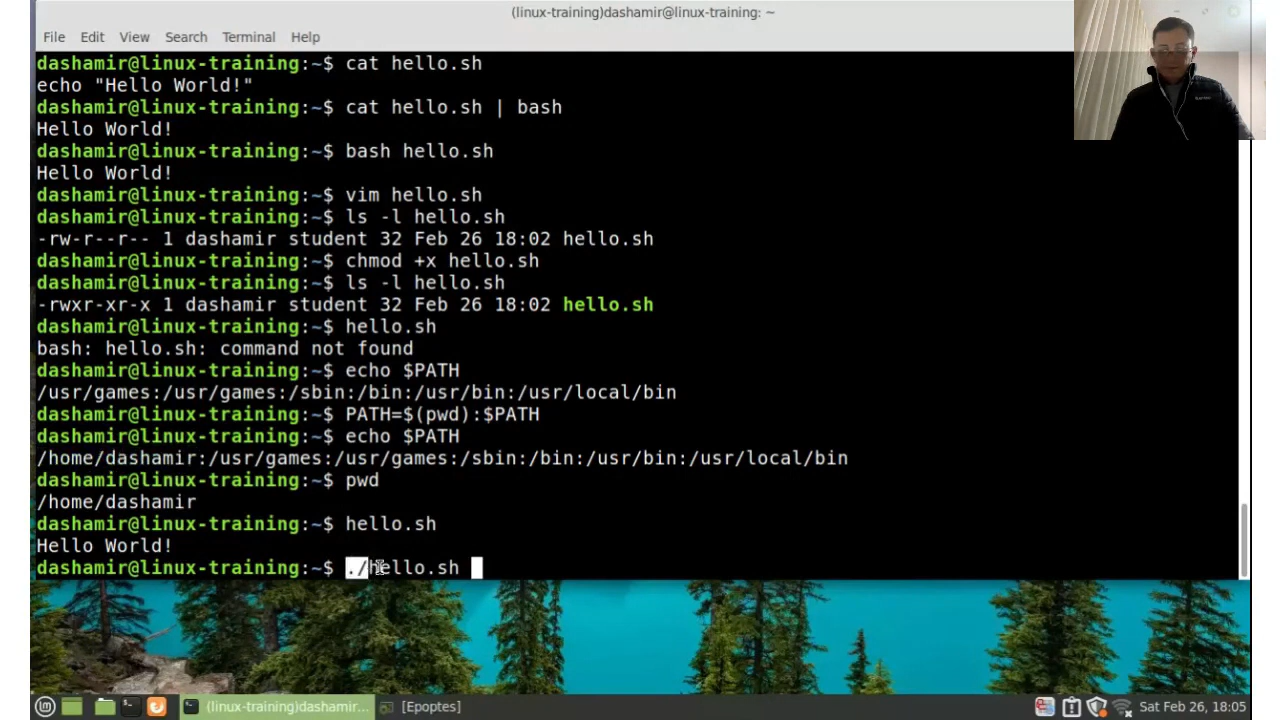 (linux-training)dashamir@linux-training: ~
File Edit View Search Terminal Help
dashamir@linux-training:~$ cat hello.sh
echo "Hello World!"
dashamir@linux-training:~$ cat hello.sh | bash
Hello World!
dashamir@linux-training:~$ bash hello.sh
Hello World!
dashamir@linux-training:~$ vim hello.sh
dashamir@linux-training:~$ ls -l hello.sh
-rw-r--r-- 1 dashamir student 32 Feb 26 18:02 hello.sh
dashamir@linux-training:~$ chmod +x hello.sh
dashamir@linux-training:~$ ls -l hello.sh
-rwxr-xr-x 1 dashamir student 32 Feb 26 18:02 hello.sh
dashamir@linux-training:~$ hello.sh
bash: hello.sh: command not found
dashamir@linux-training:~$ echo $PATH
/usr/games:/usr/games:/sbin:/bin:/usr/bin:/usr/local/bin
dashamir@linux-training:~$ PATH=$(pwd):$PATH
dashamir@linux-training:~$ echo $PATH
/home/dashamir:/usr/games:/usr/games:/sbin:/bin:/usr/bin:/usr/local/bin
dashamir@linux-training:~$ pwd
/home/dashamir
dashamir@linux-training:~$ hello.sh
Hello World!
dashamir@linux-training:~$ ./hello.sh
(linux-training)dashamir... [Epoptes] Sat Feb 26, 18:05